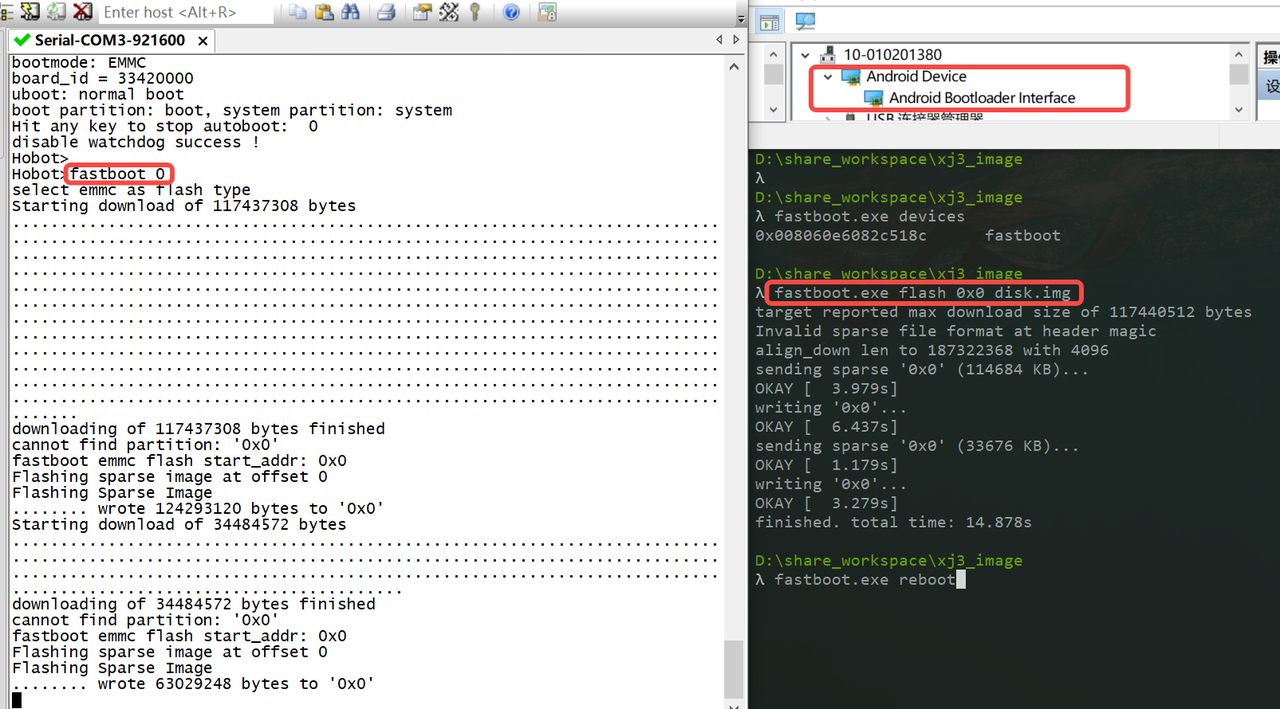 Enter host <Alt+R>
Serial-COM3-921600
bootmode: EMMC
board_id = 33420000
uboot: normal boot
boot partition: boot, system partition: system
Hit any key to stop autoboot:  0
disable watchdog success !
Hobot>
Hobot>fastboot 0
select emmc as flash type
Starting download of 117437308 bytes
..........................................................................
..........................................................................
..........................................................................
..........................................................................
..........................................................................
..........................................................................
..........................................................................
..........................................................................
..........................................................................
..........................................................................
..........................................................................
..........................................................................
.......
downloading of 117437308 bytes finished
cannot find partition: '0x0'
fastboot emmc flash start_addr: 0x0
Flashing sparse image at offset 0
Flashing Sparse Image
........ wrote 124293120 bytes to '0x0'
Starting download of 34484572 bytes
..........................................................................
..........................................................................
..........................................................................
.........................................
downloading of 34484572 bytes finished
cannot find partition: '0x0'
fastboot emmc flash start_addr: 0x0
Flashing sparse image at offset 0
Flashing Sparse Image
........ wrote 63029248 bytes to '0x0'
10-010201380
Android Device
Android Bootloader Interface
USB 连接器管理器
操
设
D:\share_workspace\xj3_image
λ
D:\share_workspace\xj3_image
λ fastboot.exe devices
0x008060e6082c518c      fastboot
D:\share_workspace\xj3_image
λ fastboot.exe flash 0x0 disk.img
target reported max download size of 117440512 bytes
Invalid sparse file format at header magic
align_down len to 187322368 with 4096
sending sparse '0x0' (114684 KB)...
OKAY [  3.979s]
writing '0x0'...
OKAY [  6.437s]
sending sparse '0x0' (33676 KB)...
OKAY [  1.179s]
writing '0x0'...
OKAY [  3.279s]
finished. total time: 14.878s
D:\share_workspace\xj3_image
λ fastboot.exe reboot